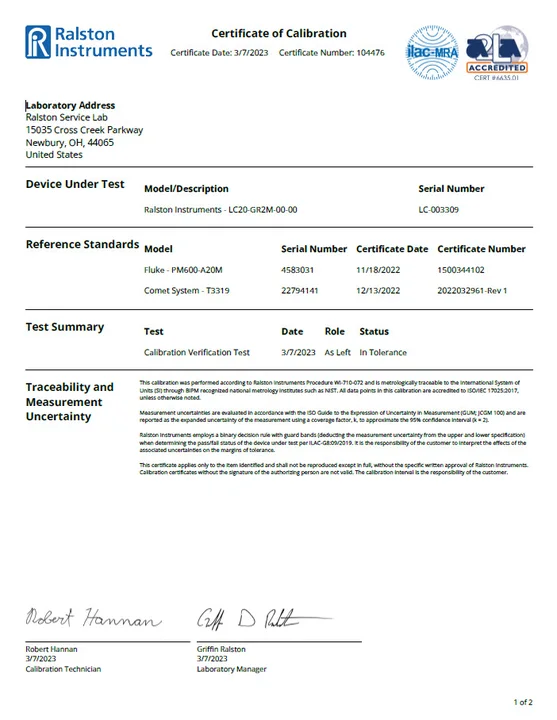 Ralston
Instruments
Certificate of Calibration
Certificate Date: 3/7/2023 Certificate Number: 104476
ilac-MRA
ACCREDITED
CERT #6635.01
Laboratory Address
Ralston Service Lab
15035 Cross Creek Parkway
Newbury, OH, 44065
United States
Device Under Test
Model/Description Serial Number
Ralston Instruments - LC20-GR2M-00-00 LC-003309
Reference Standards
Model Serial Number Certificate Date Certificate Number
Fluke - PM600-A20M 4583031 11/18/2022 1500344102
Comet System - T3319 22794141 12/13/2022 2022032961-Rev 1
Test Summary
Test Date Role Status
Calibration Verification Test 3/7/2023 As Left In Tolerance
Traceability and
Measurement
Uncertainty
This calibration was performed according to Ralston Instruments Procedure WI-710-072 and is metrologically traceable to the International System of
Units (SI) through BIPM recognized national metrology institutes such as NIST. All data points in this calibration are accredited to ISO/IEC 17025:2017,
unless otherwise noted.
Measurement uncertainties are evaluated in accordance with the ISO Guide to the Expression of Uncertainty in Measurement (GUM; JCGM 100) and are
reported as the expanded uncertainty of the measurement using a coverage factor, k, to approximate the 95% confidence interval (k = 2).
Ralston Instruments employs a binary decision rule with guard bands (deducting the measurement uncertainty from the upper and lower specification)
when determining the pass/fail status of the device under test per ILAC-G8:09/2019. It is the responsibility of the customer to interpret the effects of the
associated uncertainty on the margins of tolerance.
This certificate applies only to the item identified and shall not be reproduced except in full, without the specific written approval of Ralston Instruments.
Calibration certificates without the signature of the authorizing person are not valid. The calibration interval is the responsibility of the customer.
Robert Hannan
Robert Hannan
3/7/2023
Calibration Technician
Griffin Ralston
3/7/2023
Laboratory Manager
1 of 2